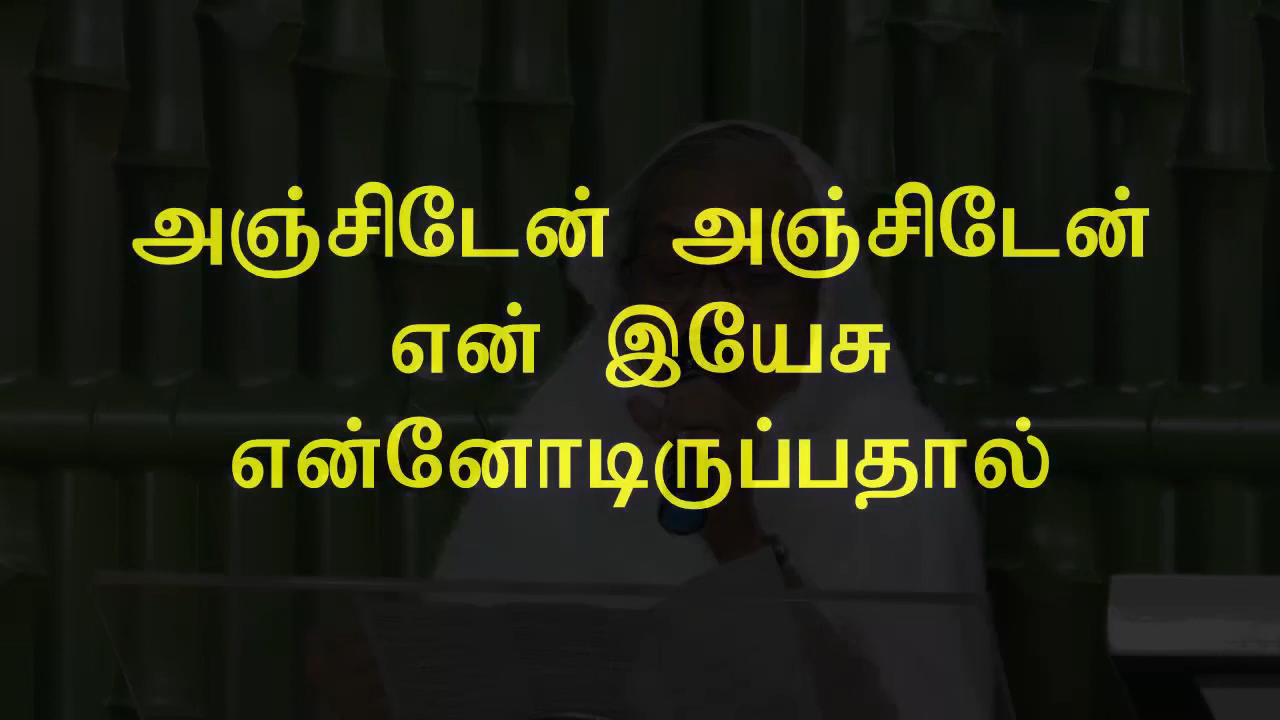 அஞ்சிடேன் அஞ்சிடேன்
என் இயேசு
என்னோடிருப்பதால்